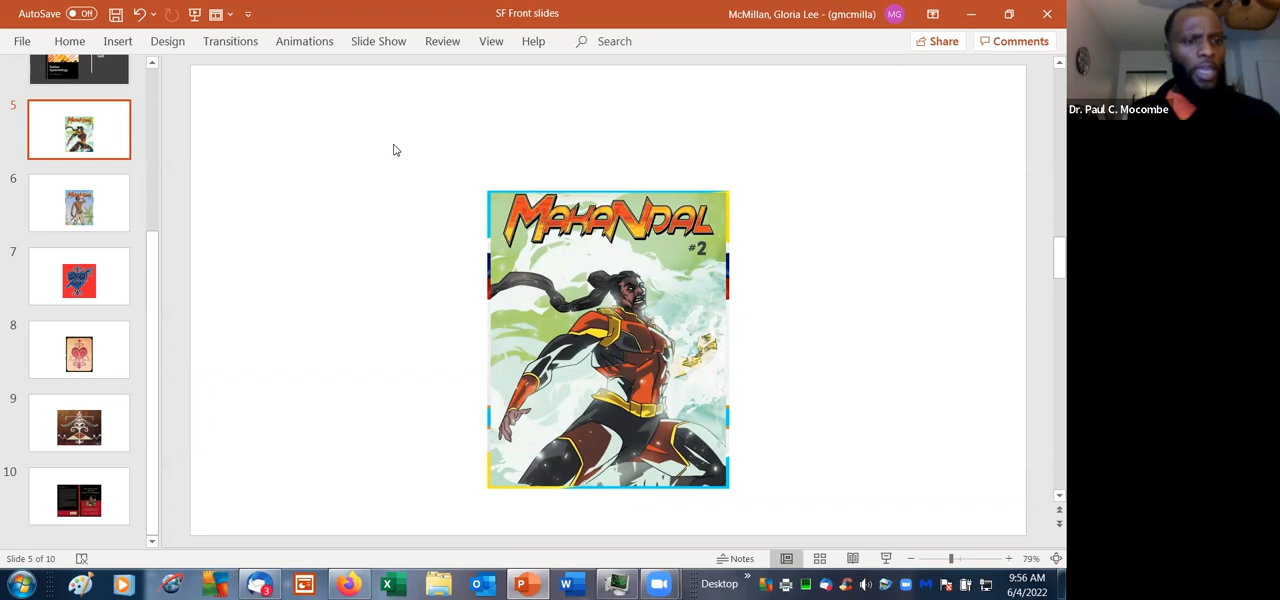 AutoSave Off
SF Front slides
McMillan, Gloria Lee - (gmcmilla)
MG
File Home Insert Design Transitions Animations Slide Show Review View Help Search
Share Comments
Dr. Paul C. Mocombe
5
6
7
8
9
10
MAKANDAL
#2
Slide 5 of 10
Notes
79%
3
Desktop
9:56 AM
6/4/2022